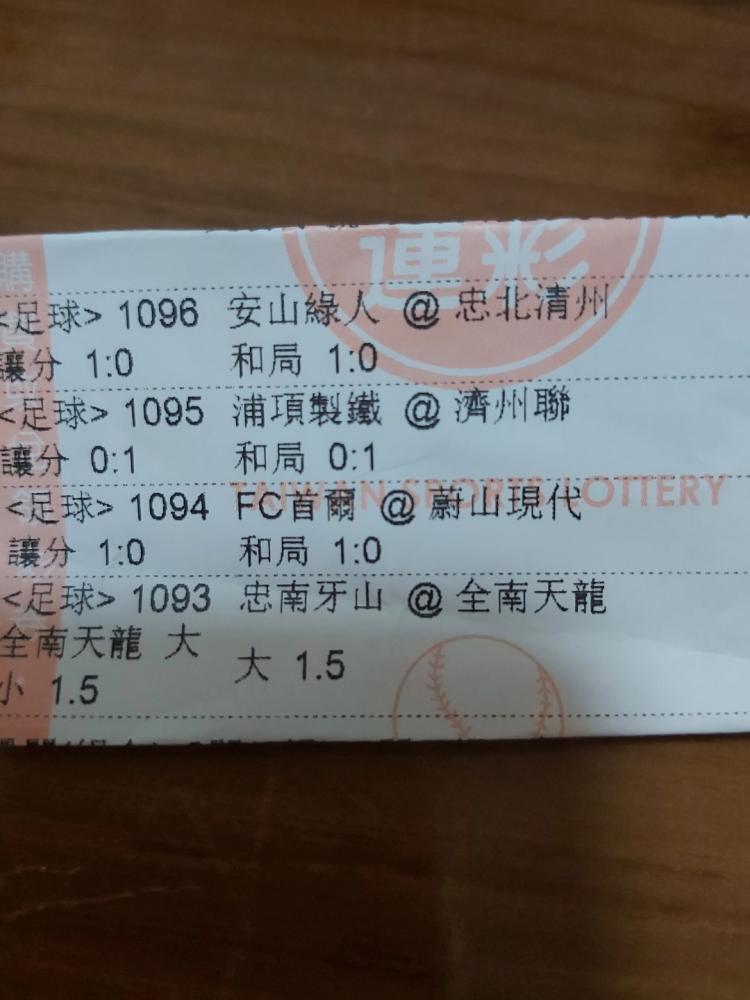 運彩
<足球> 1096 安山綠人 @ 忠北清州
讓分 1:0 和局 1:0
<足球> 1095 浦項製鐵 @ 濟州聯
讓分 0:1 和局 0:1
TAIWAN SPORTS LOTTERY
<足球> 1094 FC首爾 @ 蔚山現代
讓分 1:0 和局 1:0
<足球> 1093 忠南牙山 @ 全南天龍
全南天龍 大
小 1.5 大 1.5
購